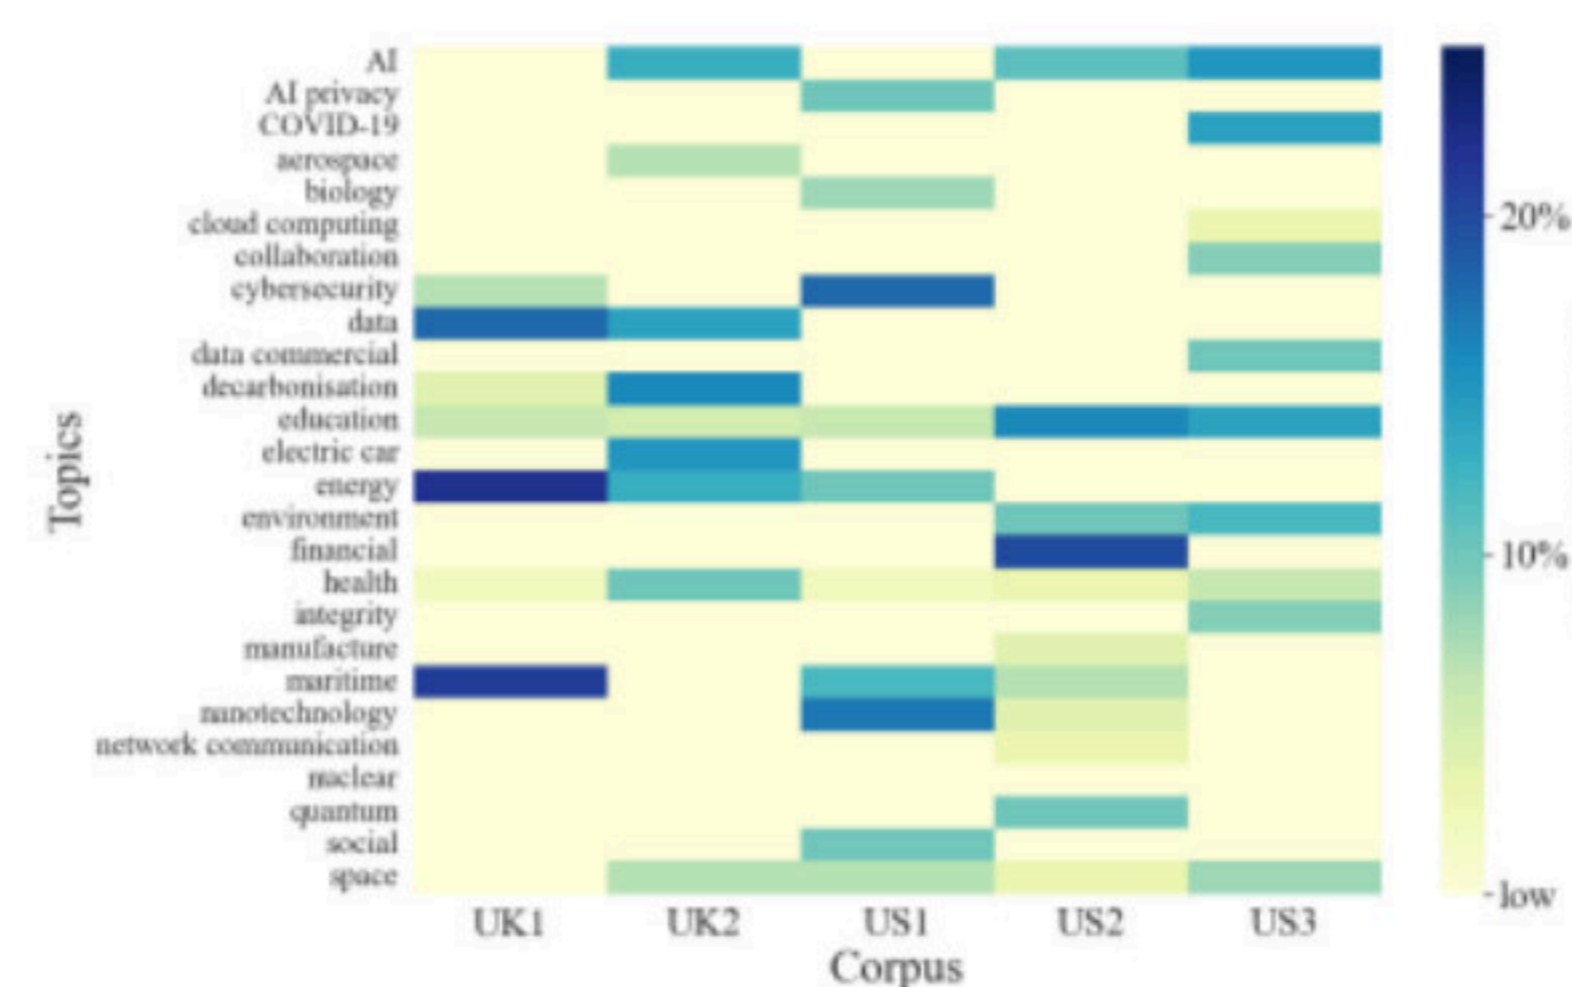 AI
AI privacy
COVID-19
aerospace
biology
cloud computing
collaboration
cybersecurity
data
data commercial
decarbonisation
education
electric car
energy
environment
financial
health
integrity
manufacture
maritime
nanotechnology
network communication
nuclear
quantum
social
space
Topics
UK1 UK2 US1 US2 US3
Corpus
20%
10%
low